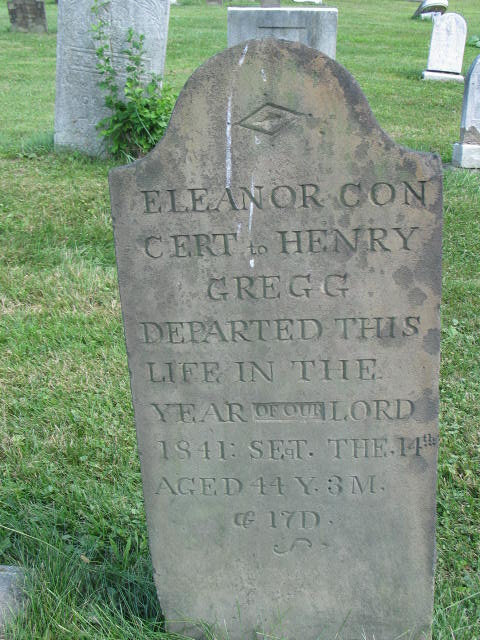 ELEANOR CON
CERT to HENRY
GREGG
DEPARTED THIS
LIFE IN THE
YEAR OF OUR LORD
1841: SEGT. THE. 14th
AGED 44 Y. 3 M.
& 17 D.